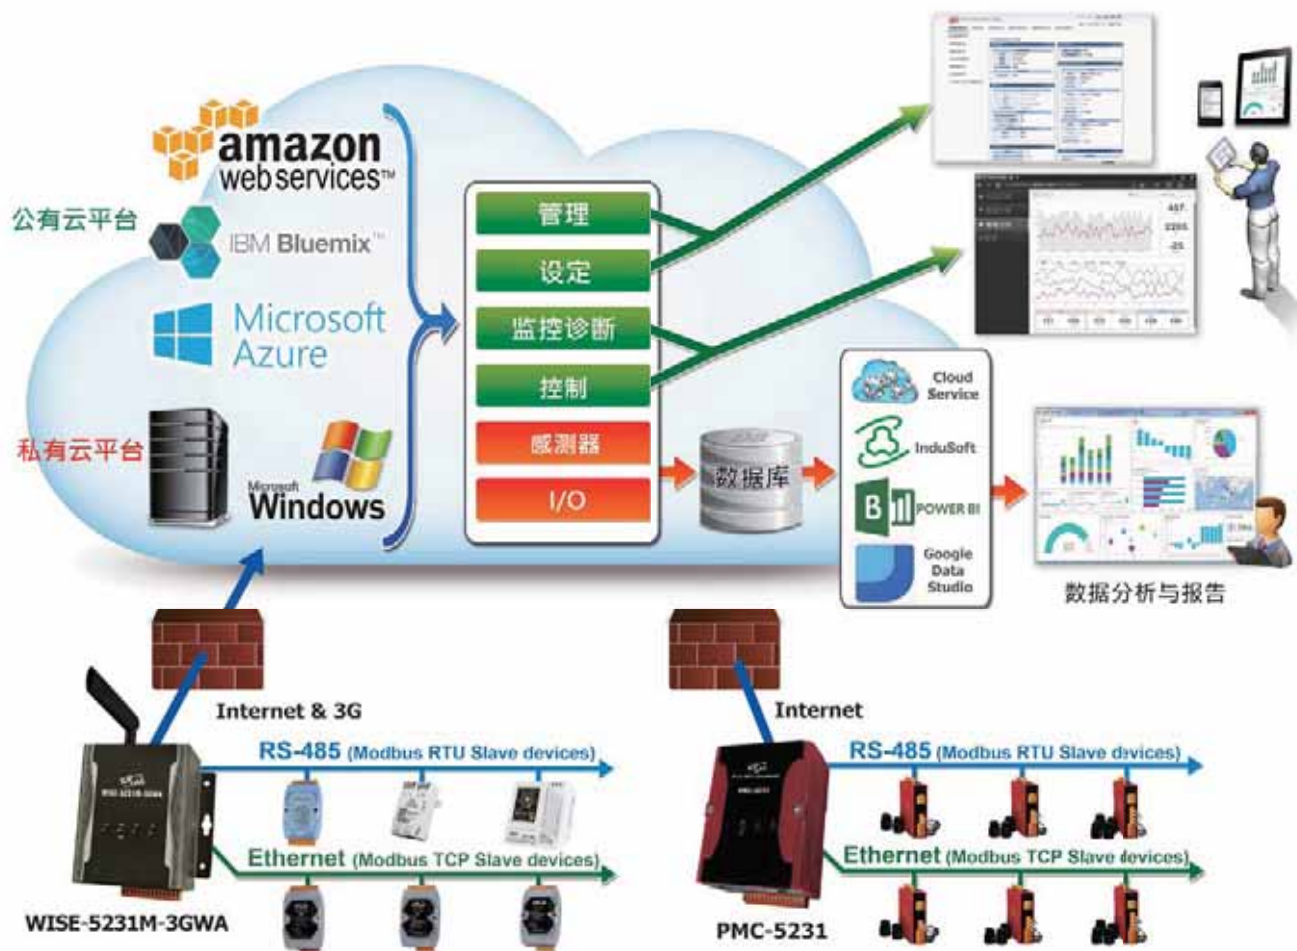 amazon
web services™
公有云平台
IBM Bluemix™
Microsoft
Azure
私有云平台
Microsoft
Windows
管理
设定
监控诊断
控制
感测器
I/O
数据库
Cloud
Service
InduSoft
POWER BI
Google
Data
Studio
数据分析与报告
Internet & 3G
RS-485 (Modbus RTU Slave devices)
Ethernet (Modbus TCP Slave devices)
WISE-5231M-3GWA
Internet
RS-485 (Modbus RTU Slave devices)
Ethernet (Modbus TCP Slave devices)
PMC-5231